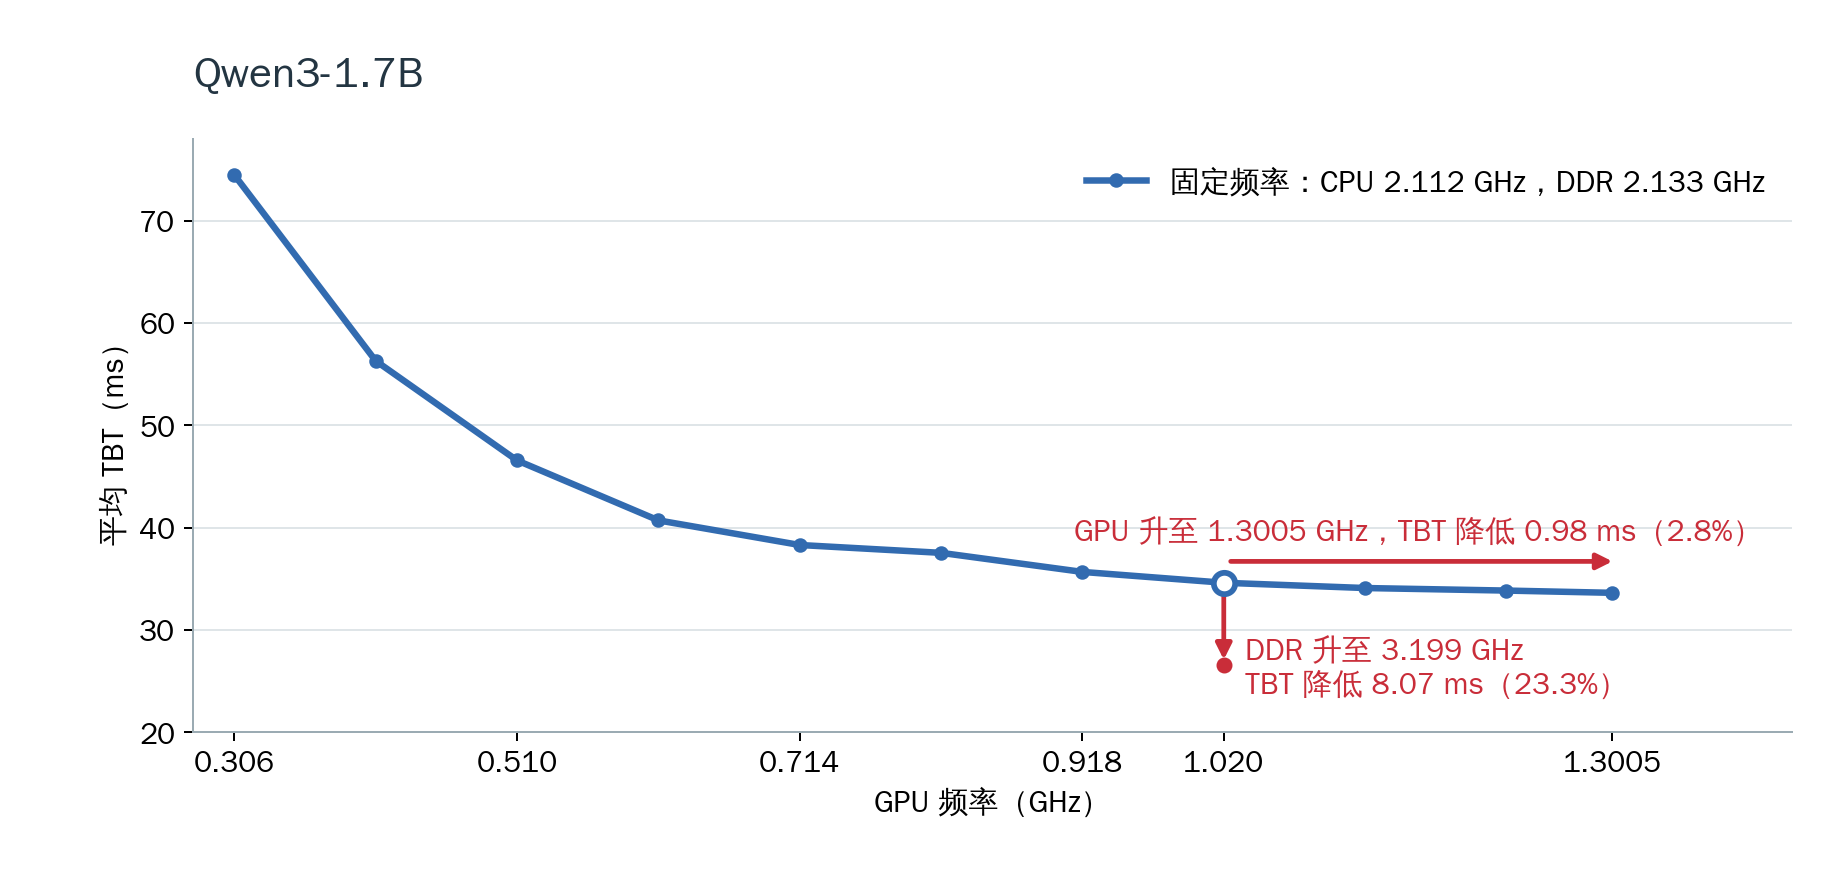 Qwen3-1.7B
固定频率：CPU 2.112 GHz，DDR 2.133 GHz
平均 TBT（ms）
70
60
50
40
30
20
GPU 升至 1.3005 GHz，TBT 降低 0.98 ms（2.8%）
DDR 升至 3.199 GHz
TBT 降低 8.07 ms（23.3%）
0.306 0.510 0.714 0.918 1.020 1.3005
GPU 频率（GHz）